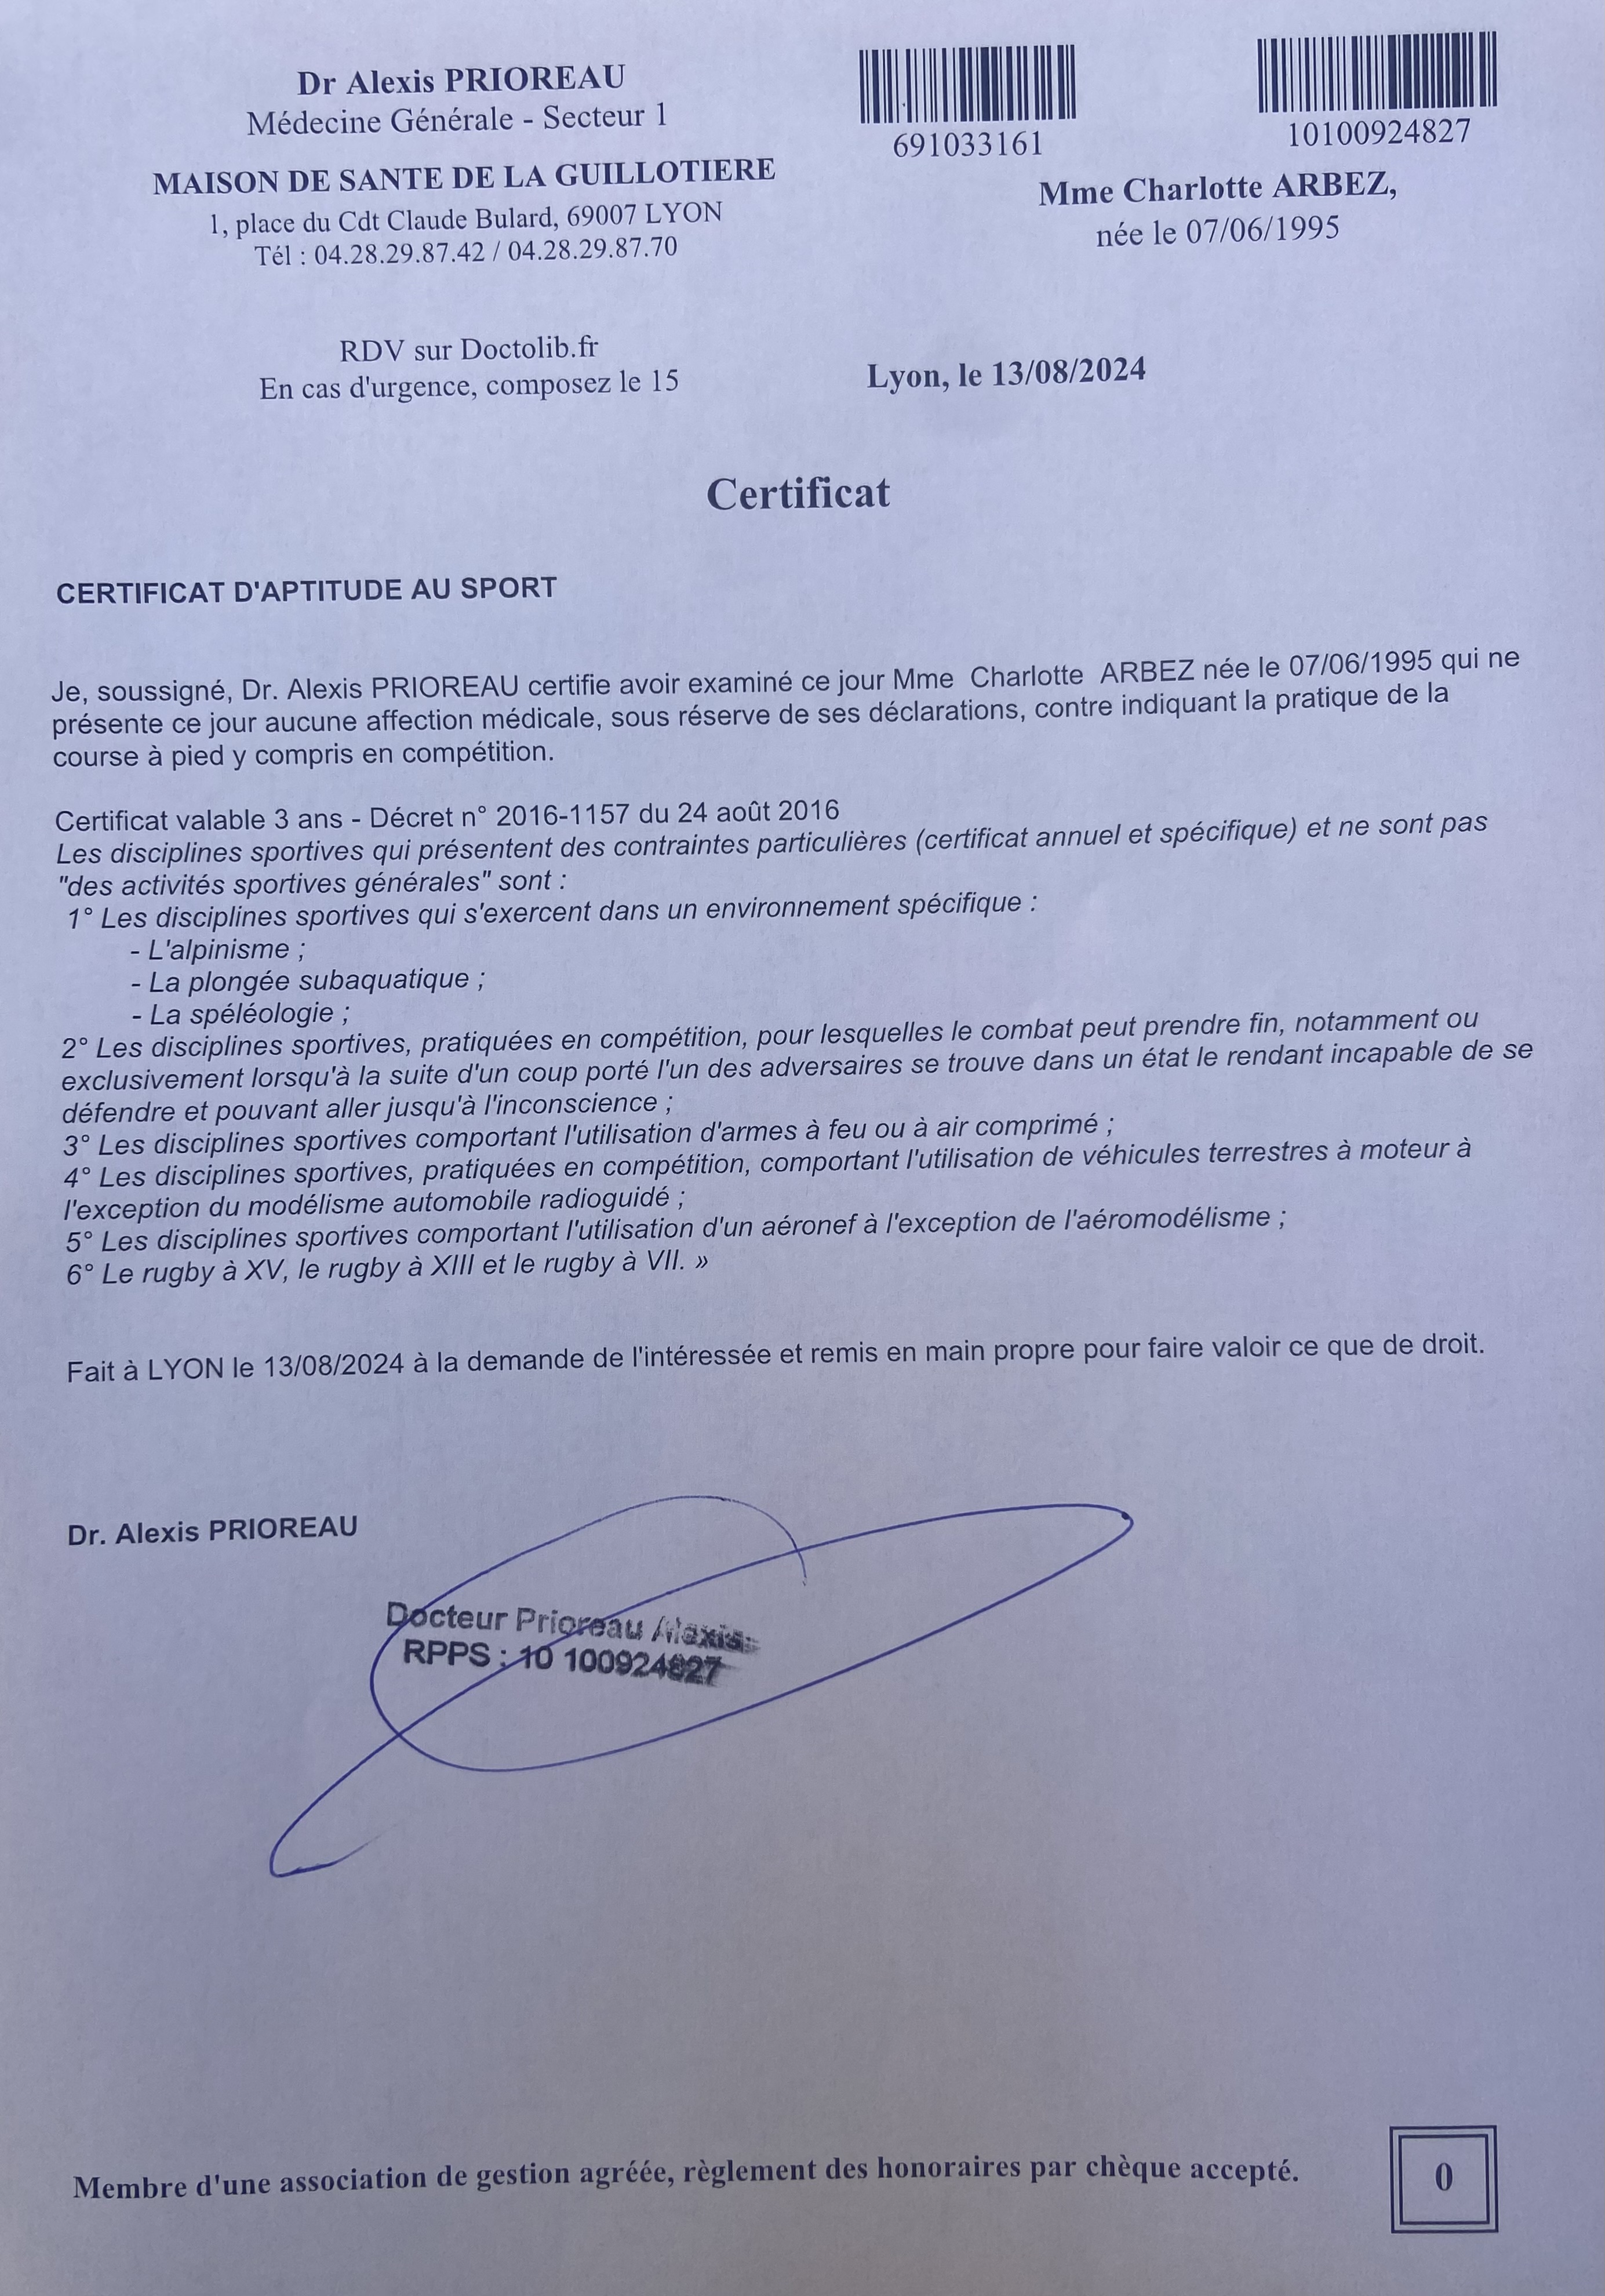 Dr Alexis PRIOREAU
Médecine Générale - Secteur 1
MAISON DE SANTE DE LA GUILLOTIERE
1, place du Cdt Claude Bulard, 69007 LYON
Tél : 04.28.29.87.42 / 04.28.29.87.70
RDV sur Doctolib.fr
En cas d'urgence, composez le 15
691033161
10100924827
Mme Charlotte ARBEZ,
née le 07/06/1995
Lyon, le 13/08/2024
Certificat
CERTIFICAT D'APTITUDE AU SPORT
Je, soussigné, Dr. Alexis PRIOREAU certifie avoir examiné ce jour Mme Charlotte ARBEZ née le 07/06/1995 qui ne
présente ce jour aucune affection médicale, sous réserve de ses déclarations, contre indiquant la pratique de la
course à pied y compris en compétition.
Certificat valable 3 ans - Décret n° 2016-1157 du 24 août 2016
Les disciplines sportives qui présentent des contraintes particulières (certificat annuel et spécifique) et ne sont pas
"des activités sportives générales" sont :
1° Les disciplines sportives qui s'exercent dans un environnement spécifique :
- L'alpinisme ;
- La plongée subaquatique ;
- La spéléologie ;
2° Les disciplines sportives, pratiquées en compétition, pour lesquelles le combat peut prendre fin, notamment ou
exclusivement lorsqu'à la suite d'un coup porté l'un des adversaires se trouve dans un état le rendant incapable de se
défendre et pouvant aller jusqu'à l'inconscience ;
3° Les disciplines sportives comportant l'utilisation d'armes à feu ou à air comprimé ;
4° Les disciplines sportives, pratiquées en compétition, comportant l'utilisation de véhicules terrestres à moteur à
l'exception du modélisme automobile radioguidé ;
5° Les disciplines sportives comportant l'utilisation d'un aéronef à l'exception de l'aéromodélisme ;
6° Le rugby à XV, le rugby à XIII et le rugby à VII. »
Fait à LYON le 13/08/2024 à la demande de l'intéressée et remis en main propre pour faire valoir ce que de droit.
Dr. Alexis PRIOREAU
Docteur Prioreau Alexis
RPPS : 10 100924827
Membre d'une association de gestion agréée, règlement des honoraires par chèque accepté.
0